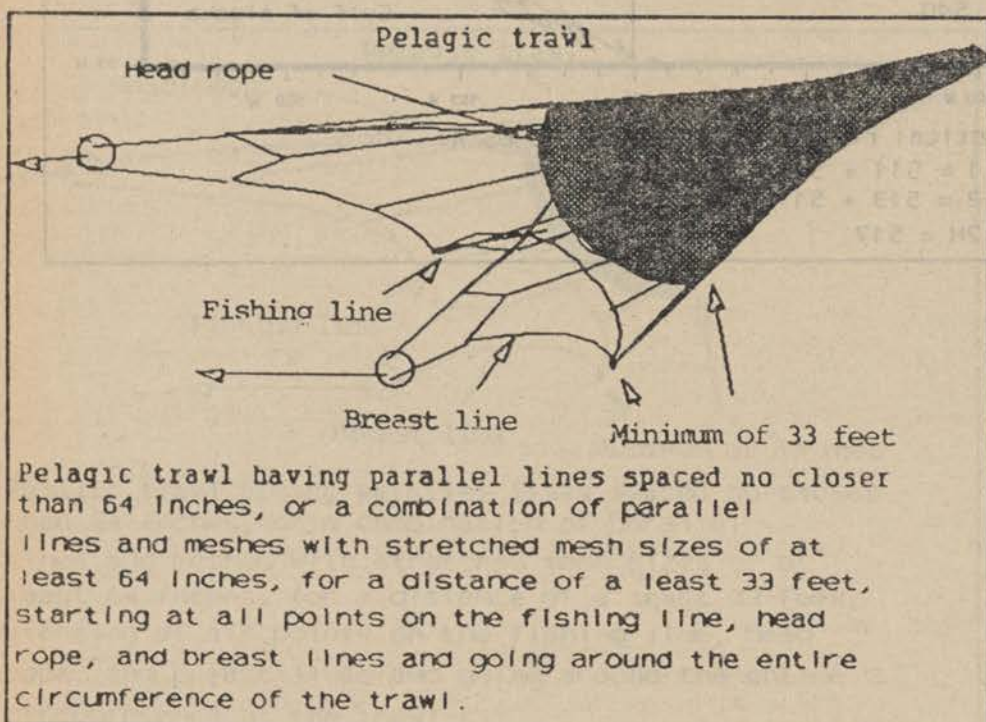 Pelagic trawl
Head rope
Fishing line
Breast line
Minimum of 33 feet
Pelagic trawl having parallel lines spaced no closer
than 64 inches, or a combination of parallel
lines and meshes with stretched mesh sizes of at
least 64 inches, for a distance of a least 33 feet,
starting at all points on the fishing line, head
rope, and breast lines and going around the entire
circumference of the trawl.